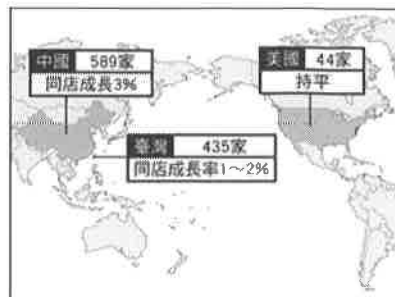 中國 589家
同店成長3%
美國 44家
持平
臺灣 435家
同店成長率1～2%